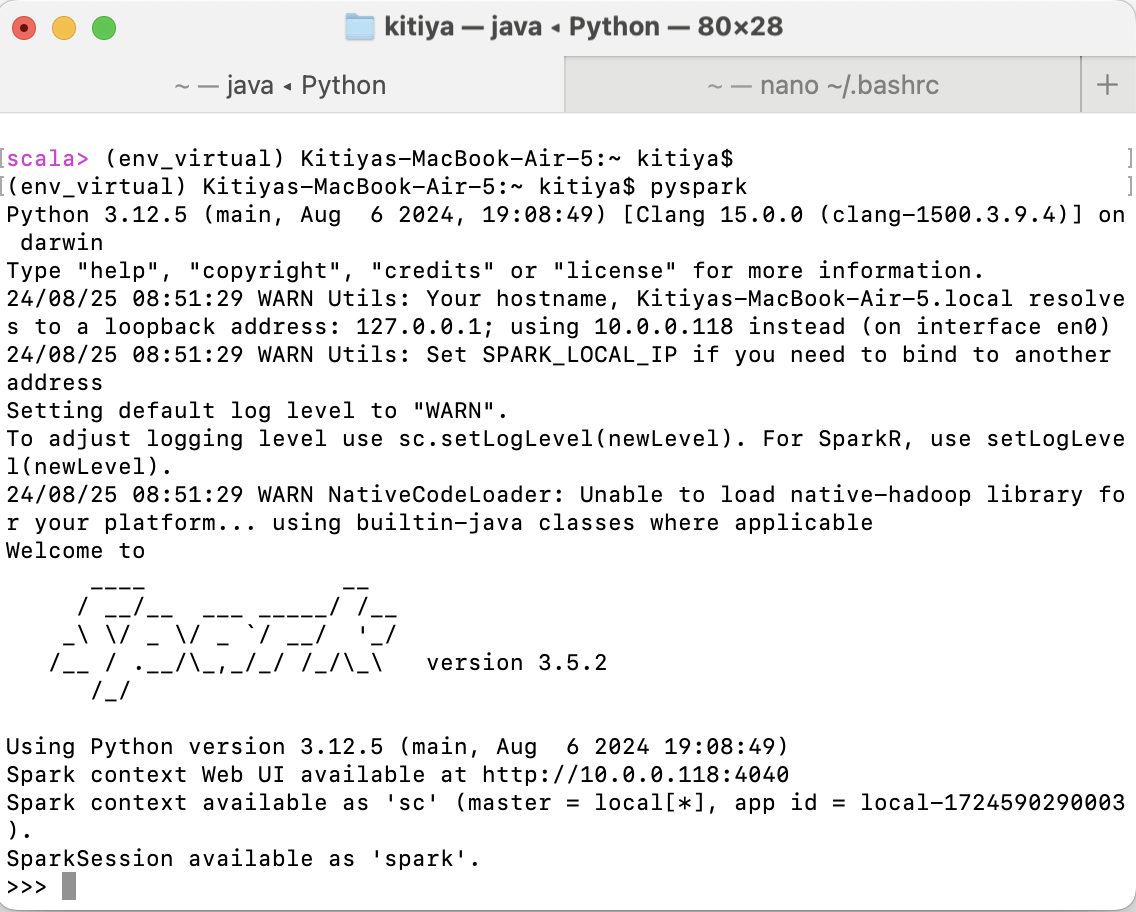 kitiya — java ◂ Python — 80×28
~ — java ◂ Python
~ — nano ~/.bashrc
+
[scala> (env_virtual) Kitiyas-MacBook-Air-5:~ kitiya$ ]
[(env_virtual) Kitiyas-MacBook-Air-5:~ kitiya$ pyspark ]
Python 3.12.5 (main, Aug  6 2024, 19:08:49) [Clang 15.0.0 (clang-1500.3.9.4)] on
 darwin
Type "help", "copyright", "credits" or "license" for more information.
24/08/25 08:51:29 WARN Utils: Your hostname, Kitiyas-MacBook-Air-5.local resolve
s to a loopback address: 127.0.0.1; using 10.0.0.118 instead (on interface en0)
24/08/25 08:51:29 WARN Utils: Set SPARK_LOCAL_IP if you need to bind to another
address
Setting default log level to "WARN".
To adjust logging level use sc.setLogLevel(newLevel). For SparkR, use setLogLeve
l(newLevel).
24/08/25 08:51:29 WARN NativeCodeLoader: Unable to load native-hadoop library fo
r your platform... using builtin-java classes where applicable
Welcome to
      ____              __
     / __/__  ___ _____/ /__
    _\ \/ _ \/ _ `/ __/  '_/
   /__ / .__/\_,_/_/ /_/\_\   version 3.5.2
      /_/
Using Python version 3.12.5 (main, Aug  6 2024 19:08:49)
Spark context Web UI available at http://10.0.0.118:4040
Spark context available as 'sc' (master = local[*], app id = local-1724590290003
).
SparkSession available as 'spark'.
>>>